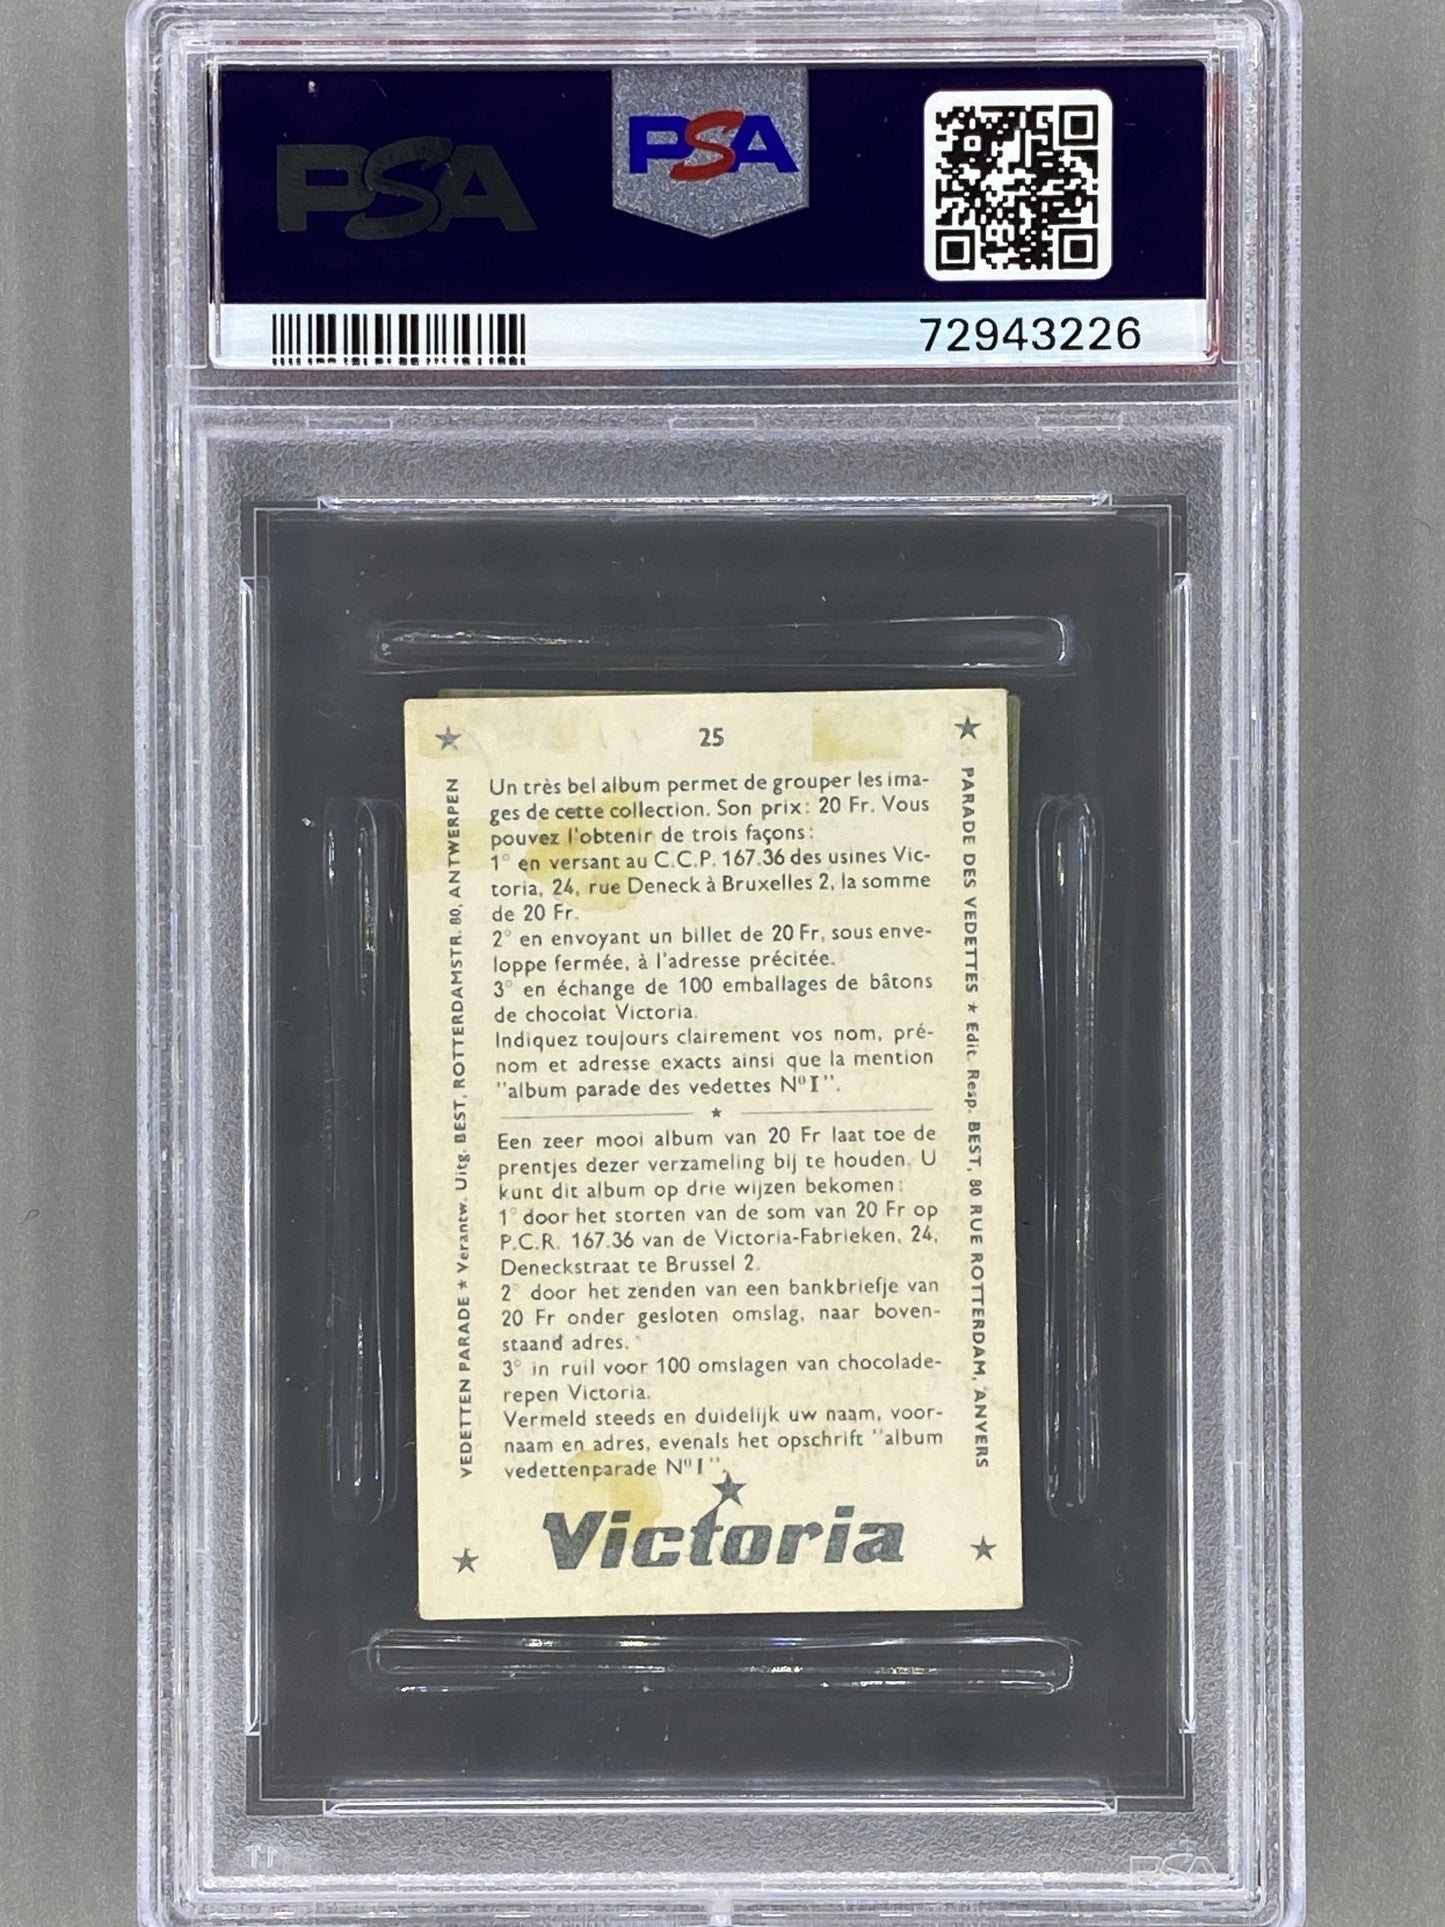 PSA
PSA
72943226
25
Un très bel album permet de grouper les ima-
ges de cette collection. Son prix: 20 Fr. Vous
pouvez l'obtenir de trois façons:
1° en versant au C.C.P. 167.36 des usines Vic-
toria, 24, rue Deneck à Bruxelles 2, la somme
de 20 Fr.
2° en envoyant un billet de 20 Fr, sous enve-
loppe fermée, à l'adresse précitée.
3° en échange de 100 emballages de bâtons
de chocolat Victoria.
Indiquez toujours clairement vos nom, pré-
nom et adresse exacts ainsi que la mention
"album parade des vedettes Nº I".
Een zeer mooi album van 20 Fr laat toe de
prentjes dezer verzameling bij te houden. U
kunt dit album op drie wijzen bekomen:
1° door het storten van de som van 20 Fr op
P.C.R. 167.36 van de Victoria-Fabrieken, 24,
Deneckstraat te Brussel 2.
2° door het zenden van een bankbriefje van
20 Fr onder gesloten omslag, naar boven-
staand adres.
3° in ruil voor 100 omslagen van chocolade-
repen Victoria.
Vermeld steeds en duidelijk uw naam, voor-
naam en adres, evenals het opschrift "album
vedettenparade Nº I".
Victoria
VEDETTEN PARADE ★ Verantw. Uitg. BEST, ROTTERDAMSTR. 80, ANTWERPEN
PARADE DES VEDETTES ★ Edit. Resp. BEST, 80 RUE ROTTERDAM, ANVERS
PSA